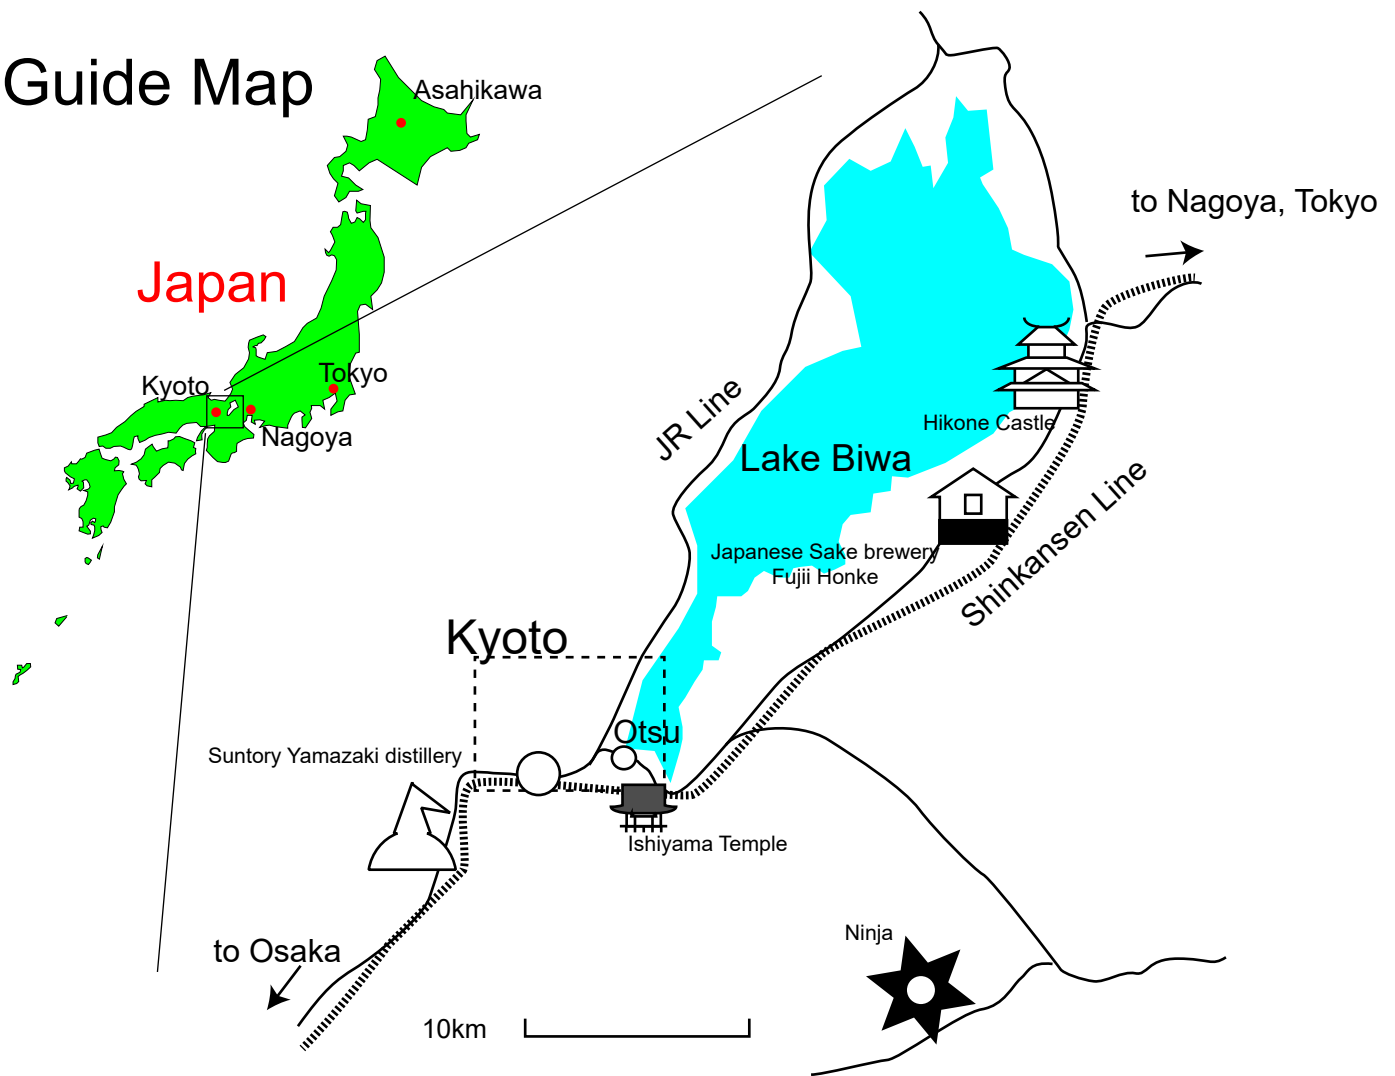 Guide Map
Asahikawa
to Nagoya, Tokyo
Japan
Tokyo
Kyoto
Nagoya
JR Line
Hikone Castle
Lake Biwa
Shinkansen Line
Japanese Sake brewery
Fujii Honke
Kyoto
Otsu
Suntory Yamazaki distillery
Ishiyama Temple
Ninja
to Osaka
10km